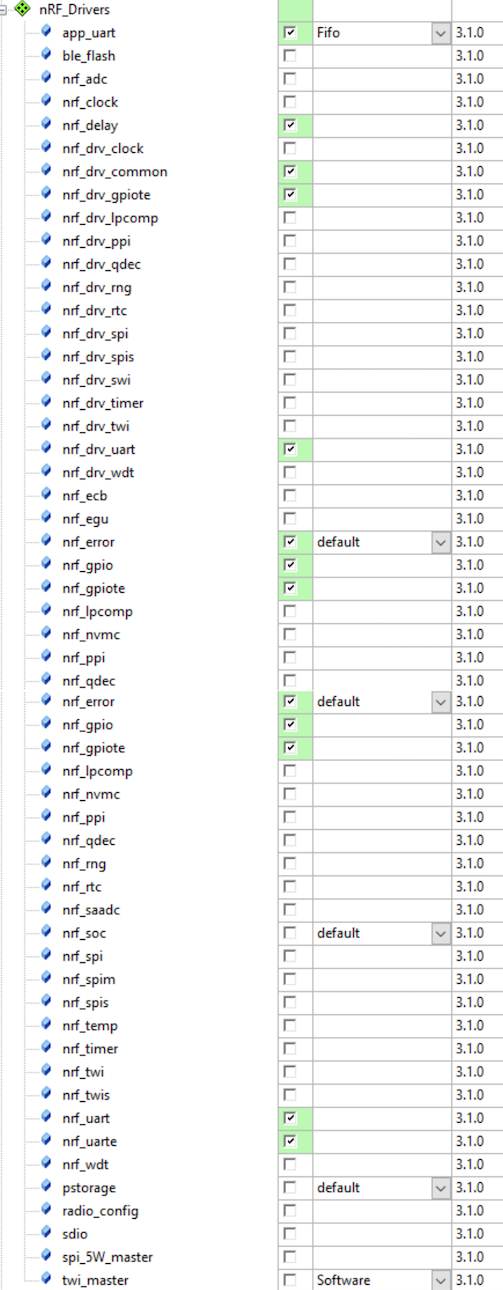 nRF_Drivers
app_uart Fifo 3.1.0
ble_flash 3.1.0
nrf_adc 3.1.0
nrf_clock 3.1.0
nrf_delay 3.1.0
nrf_drv_clock 3.1.0
nrf_drv_common 3.1.0
nrf_drv_gpiote 3.1.0
nrf_drv_lpcomp 3.1.0
nrf_drv_ppi 3.1.0
nrf_drv_qdec 3.1.0
nrf_drv_rng 3.1.0
nrf_drv_rtc 3.1.0
nrf_drv_spi 3.1.0
nrf_drv_spis 3.1.0
nrf_drv_swi 3.1.0
nrf_drv_timer 3.1.0
nrf_drv_twi 3.1.0
nrf_drv_uart 3.1.0
nrf_drv_wdt 3.1.0
nrf_ecb 3.1.0
nrf_egu 3.1.0
nrf_error default 3.1.0
nrf_gpio 3.1.0
nrf_gpiote 3.1.0
nrf_lpcomp 3.1.0
nrf_nvmc 3.1.0
nrf_ppi 3.1.0
nrf_qdec 3.1.0
nrf_error default 3.1.0
nrf_gpio 3.1.0
nrf_gpiote 3.1.0
nrf_lpcomp 3.1.0
nrf_nvmc 3.1.0
nrf_ppi 3.1.0
nrf_qdec 3.1.0
nrf_rng 3.1.0
nrf_rtc 3.1.0
nrf_saadc 3.1.0
nrf_soc default 3.1.0
nrf_spi 3.1.0
nrf_spim 3.1.0
nrf_spis 3.1.0
nrf_temp 3.1.0
nrf_timer 3.1.0
nrf_twi 3.1.0
nrf_twis 3.1.0
nrf_uart 3.1.0
nrf_uarte 3.1.0
nrf_wdt 3.1.0
pstorage default 3.1.0
radio_config 3.1.0
sdio 3.1.0
spi_5W_master 3.1.0
twi_master Software 3.1.0